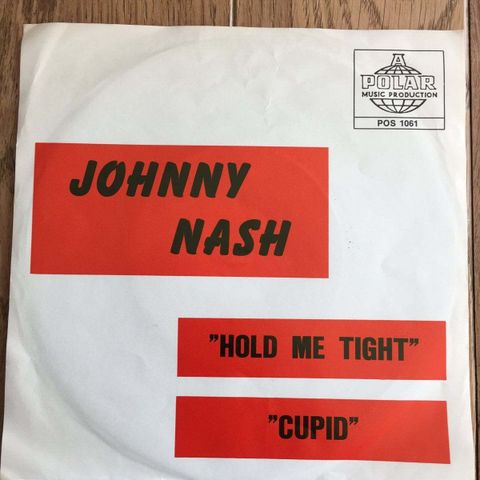 A
POLAR
MUSIC PRODUCTION
POS 1061
JOHNNY
NASH
"HOLD ME TIGHT"
"CUPID"